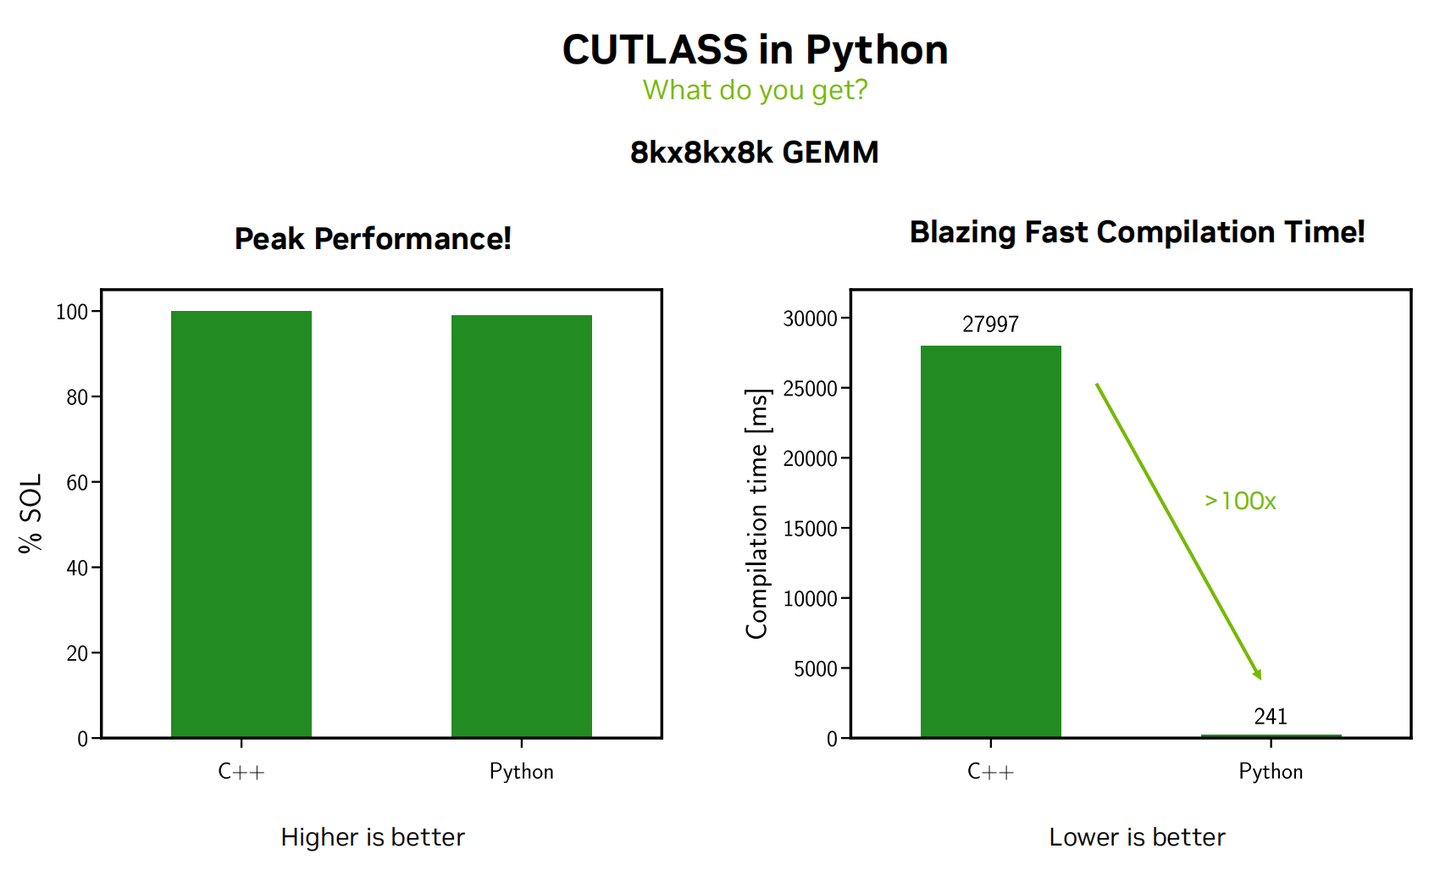 CUTLASS in Python
What do you get?
8kx8kx8k GEMM
Peak Performance!
% SOL
100
80
60
40
20
0
C++
Python
Higher is better
Blazing Fast Compilation Time!
Compilation time [ms]
30000
25000
20000
15000
10000
5000
0
27997
>100x
241
C++
Python
Lower is better